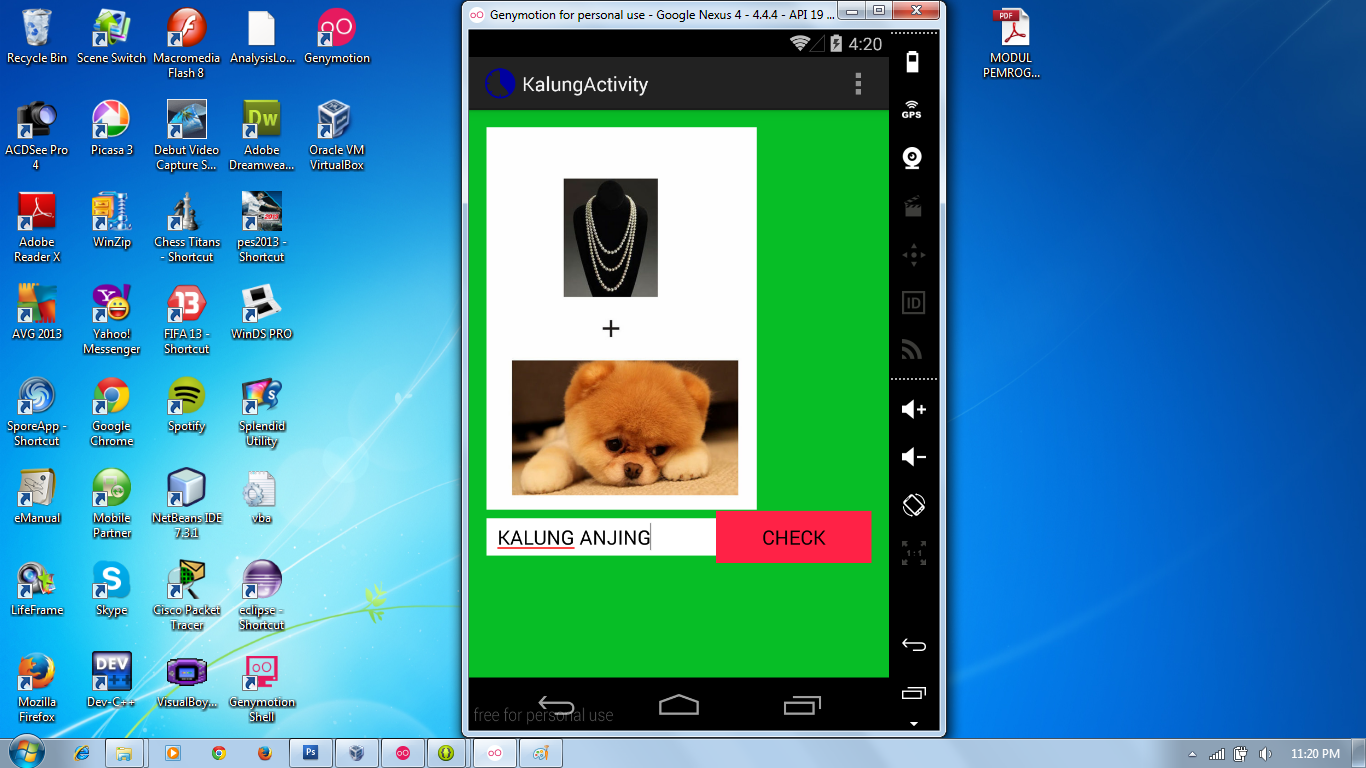 Recycle Bin
Scene Switch
Macromedia
Flash 8
AnalysisLo...
Genymotion
ACDSee Pro
4
Picasa 3
Debut Video
Capture S...
Dw
Adobe
Dreamwea...
Oracle VM
VirtualBox
Adobe
Reader X
WinZip
Chess Titans
- Shortcut
pes2013 -
Shortcut
AVG 2013
Yahoo!
Messenger
13
FIFA 13 -
Shortcut
WinDS PRO
SporeApp -
Shortcut
Google
Chrome
Spotify
Splendid
Utility
eManual
Mobile
Partner
NetBeans IDE
7.3.1
vba
LifeFrame
Skype
Cisco Packet
Tracer
eclipse -
Shortcut
Mozilla
Firefox
DEV
Dev-C++
VisualBoy...
Genymotion
Shell
Genymotion for personal use - Google Nexus 4 - 4.4.4 - API 19 ...
4:20
KalungActivity
+
KALUNG ANJING
CHECK
free for personal use
GPS
ID
1:1
PDF
MODUL
PEMROG...
Ps
11:20 PM